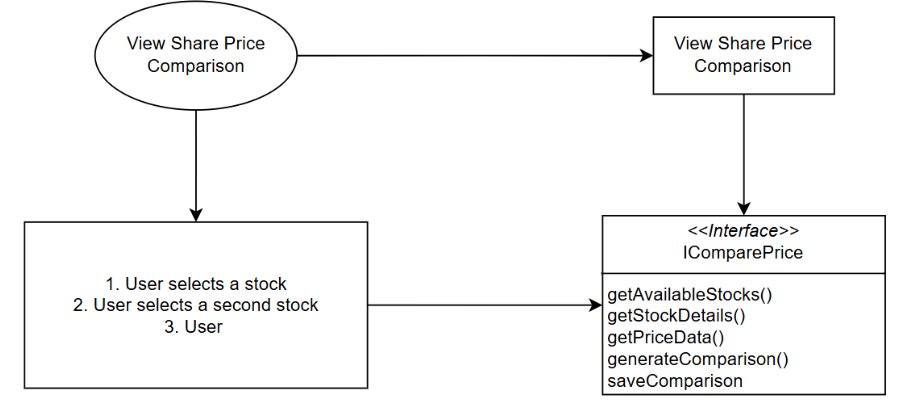 View Share Price
Comparison
View Share Price
Comparison
1. User selects a stock
2. User selects a second stock
3. User
<<Interface>>
IComparePrice
getAvailableStocks()
getStockDetails()
getPriceData()
generateComparison()
saveComparison